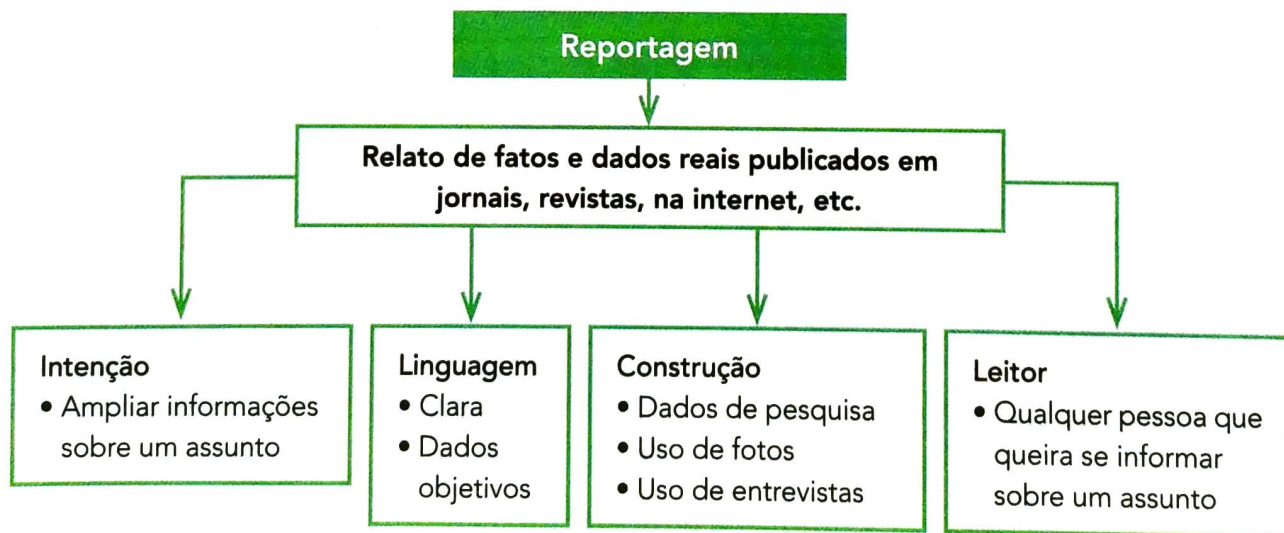 Reportagem
Relato de fatos e dados reais publicados em
jornais, revistas, na internet, etc.
Intenção
• Ampliar informações
sobre um assunto
Linguagem
• Clara
• Dados
objetivos
Construção
• Dados de pesquisa
• Uso de fotos
• Uso de entrevistas
Leitor
• Qualquer pessoa que
queira se informar
sobre um assunto